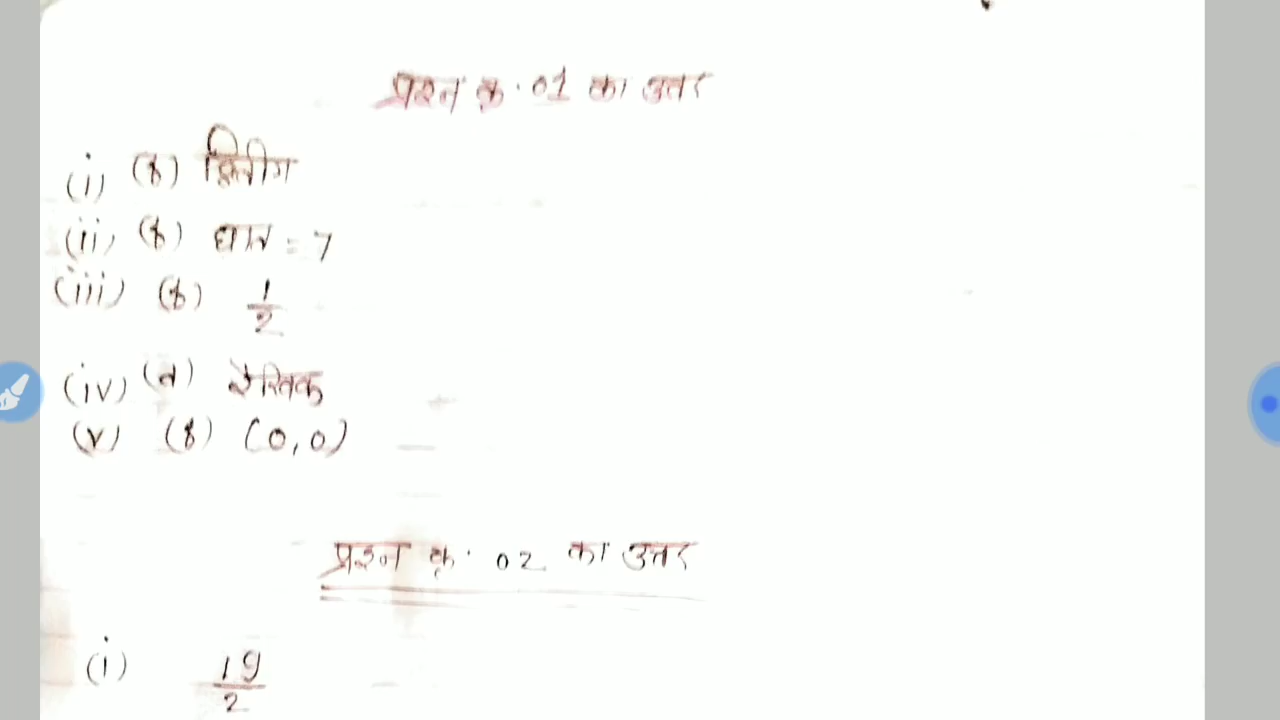 प्रश्न क्र. 01 का उत्तर
(i) (b) द्वितीय
(ii) (b) घात = 7
(iii) (b) 1/2
(iv) (a) रैखिक
(v) (b) (0,0)
प्रश्न क्र. 02 का उत्तर
(i) 19/2